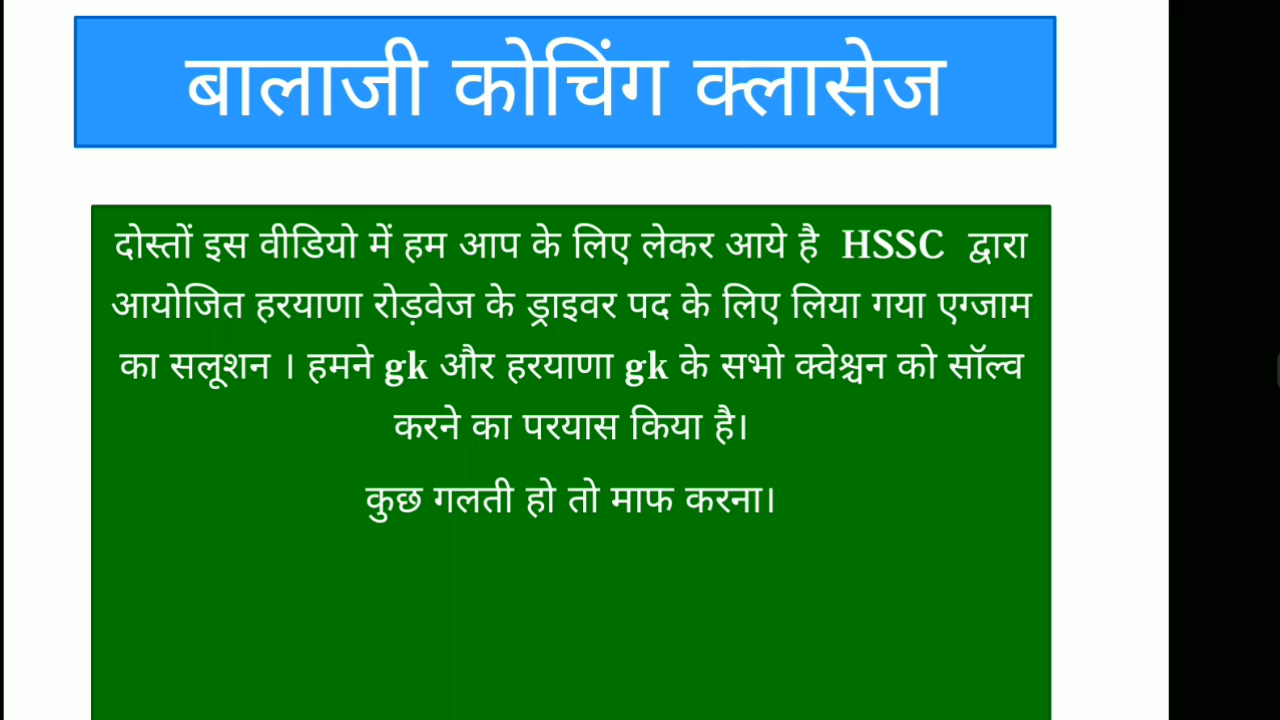 बालाजी कोचिंग क्लासेज
दोस्तों इस वीडियो में हम आप के लिए लेकर आये है HSSC द्वारा
आयोजित हरयाणा रोड़वेज के ड्राइवर पद के लिए लिया गया एग्जाम
का सलूशन । हमने gk और हरयाणा gk के सभो क्वेश्चन को सॉल्व
करने का परयास किया है।
कुछ गलती हो तो माफ करना।